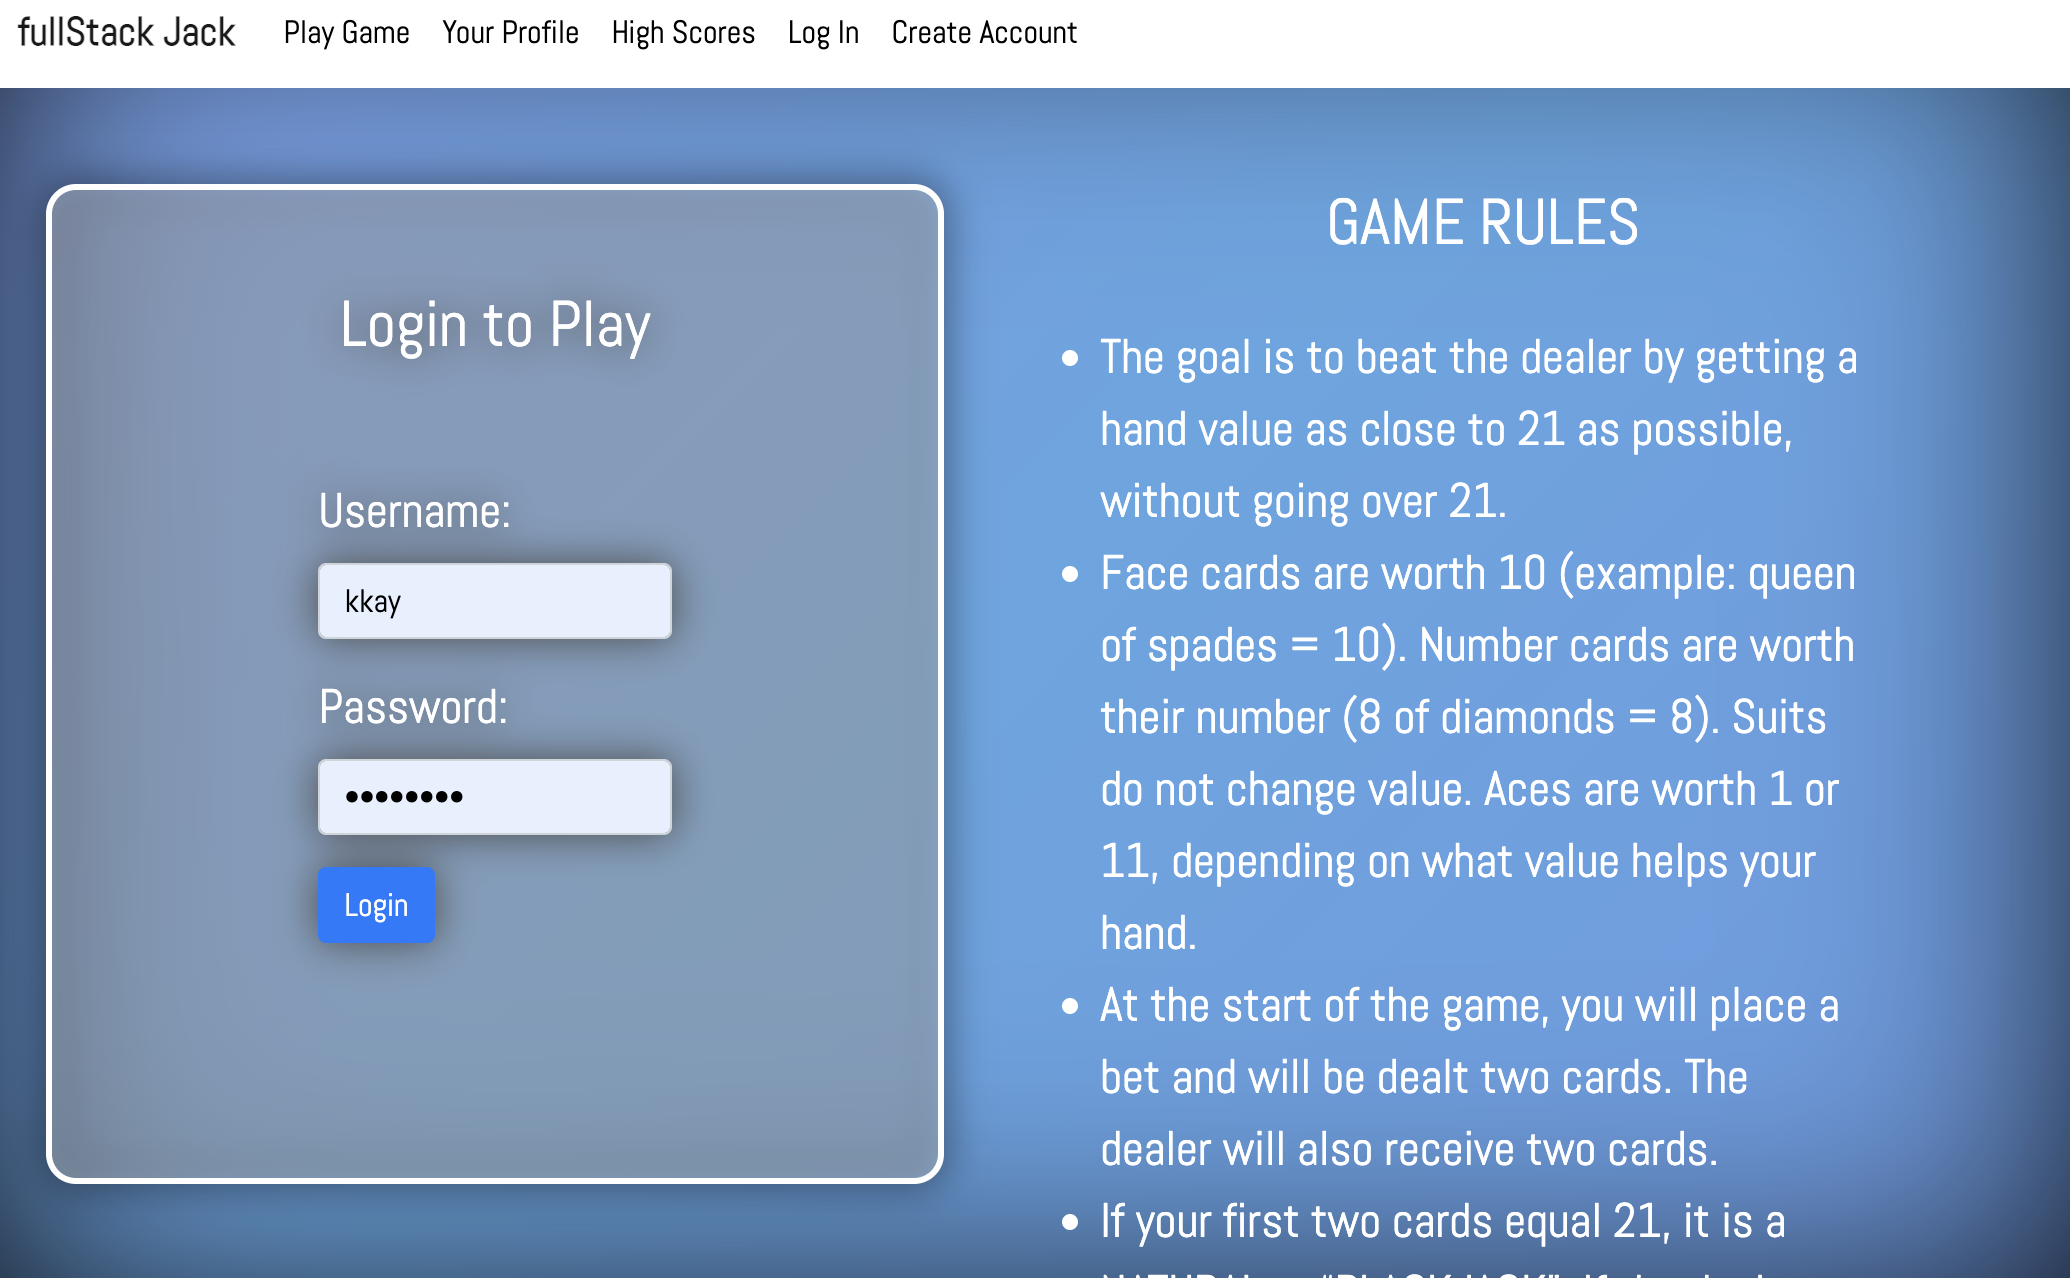 fullStack Jack Play Game Your Profile High Scores Log In Create Account
Login to Play
Username:
kkay
Password:
••••••••
Login
GAME RULES
• The goal is to beat the dealer by getting a
hand value as close to 21 as possible,
without going over 21.
• Face cards are worth 10 (example: queen
of spades = 10). Number cards are worth
their number (8 of diamonds = 8). Suits
do not change value. Aces are worth 1 or
11, depending on what value helps your
hand.
• At the start of the game, you will place a
bet and will be dealt two cards. The
dealer will also receive two cards.
• If your first two cards equal 21, it is a